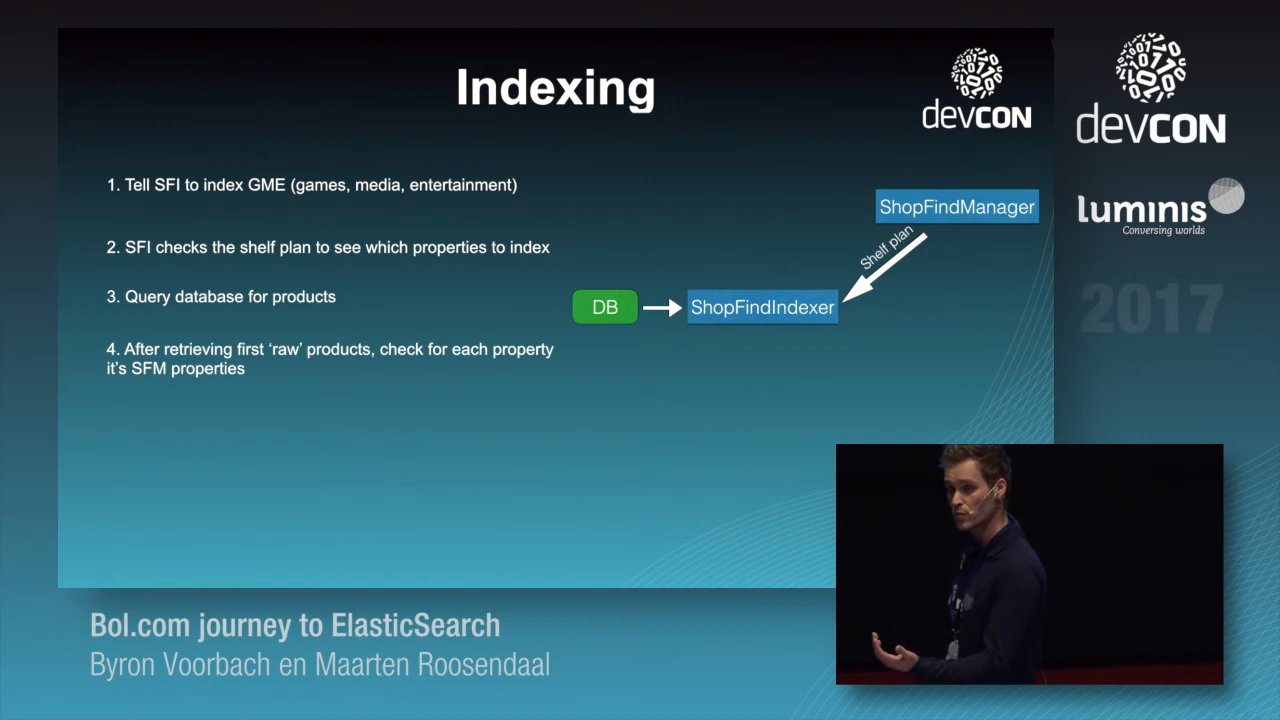 Indexing
devCON
devCON
1. Tell SFI to index GME (games, media, entertainment)
ShopFindManager
luminis
Conversing worlds
2. SFI checks the shelf plan to see which properties to index
Shelf plan
3. Query database for products
DB
ShopFindIndexer
2017
4. After retrieving first ‘raw’ products, check for each property
it’s SFM properties
Bol.com journey to ElasticSearch
Byron Voorbach en Maarten Roosendaal